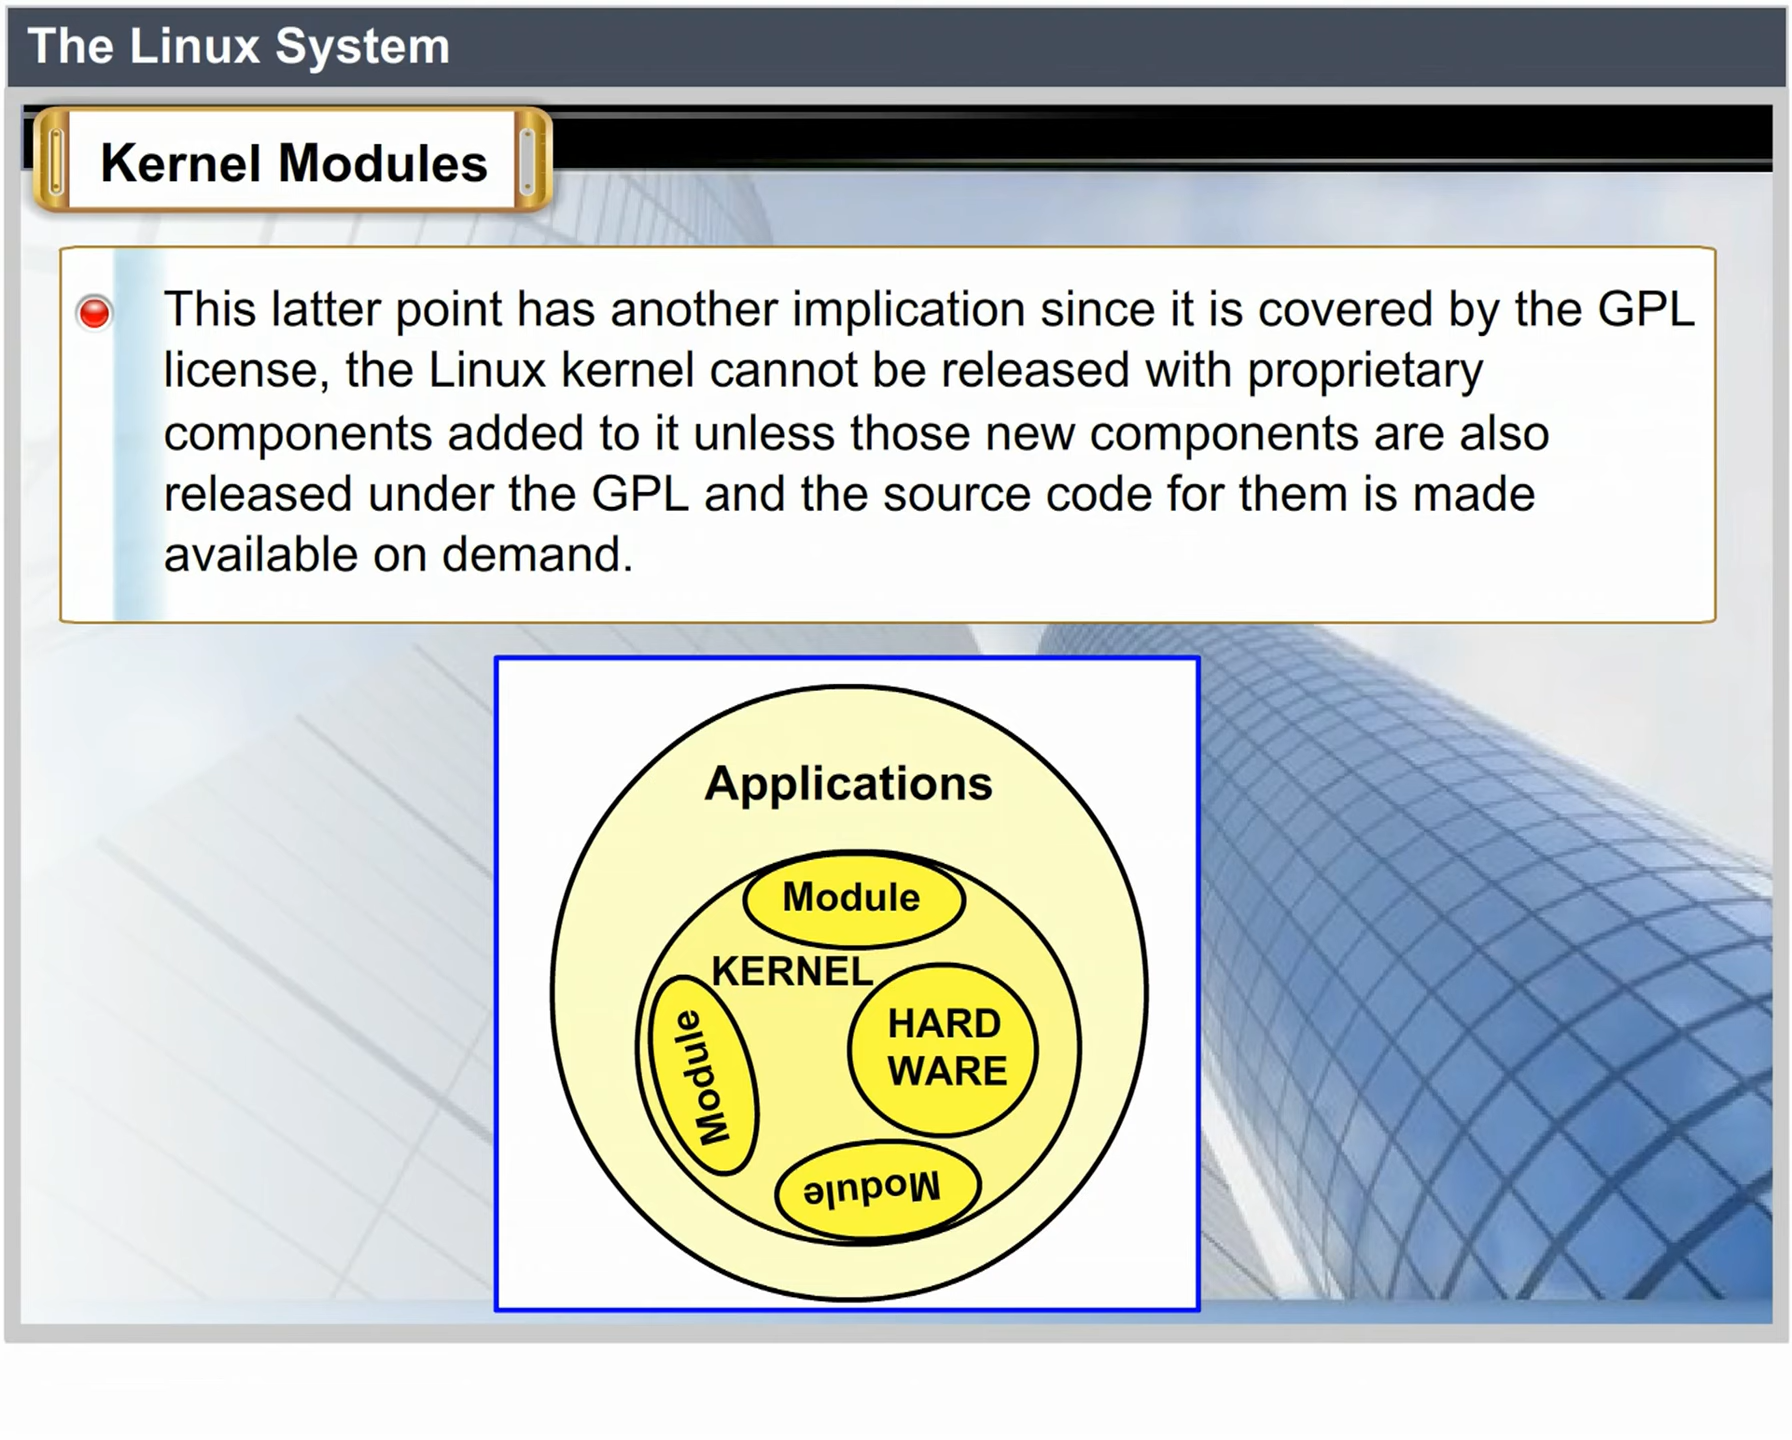 The Linux System
Kernel Modules
This latter point has another implication since it is covered by the GPL
license, the Linux kernel cannot be released with proprietary
components added to it unless those new components are also
released under the GPL and the source code for them is made
available on demand.
Applications
Module
KERNEL
HARD
WARE
Module
Module